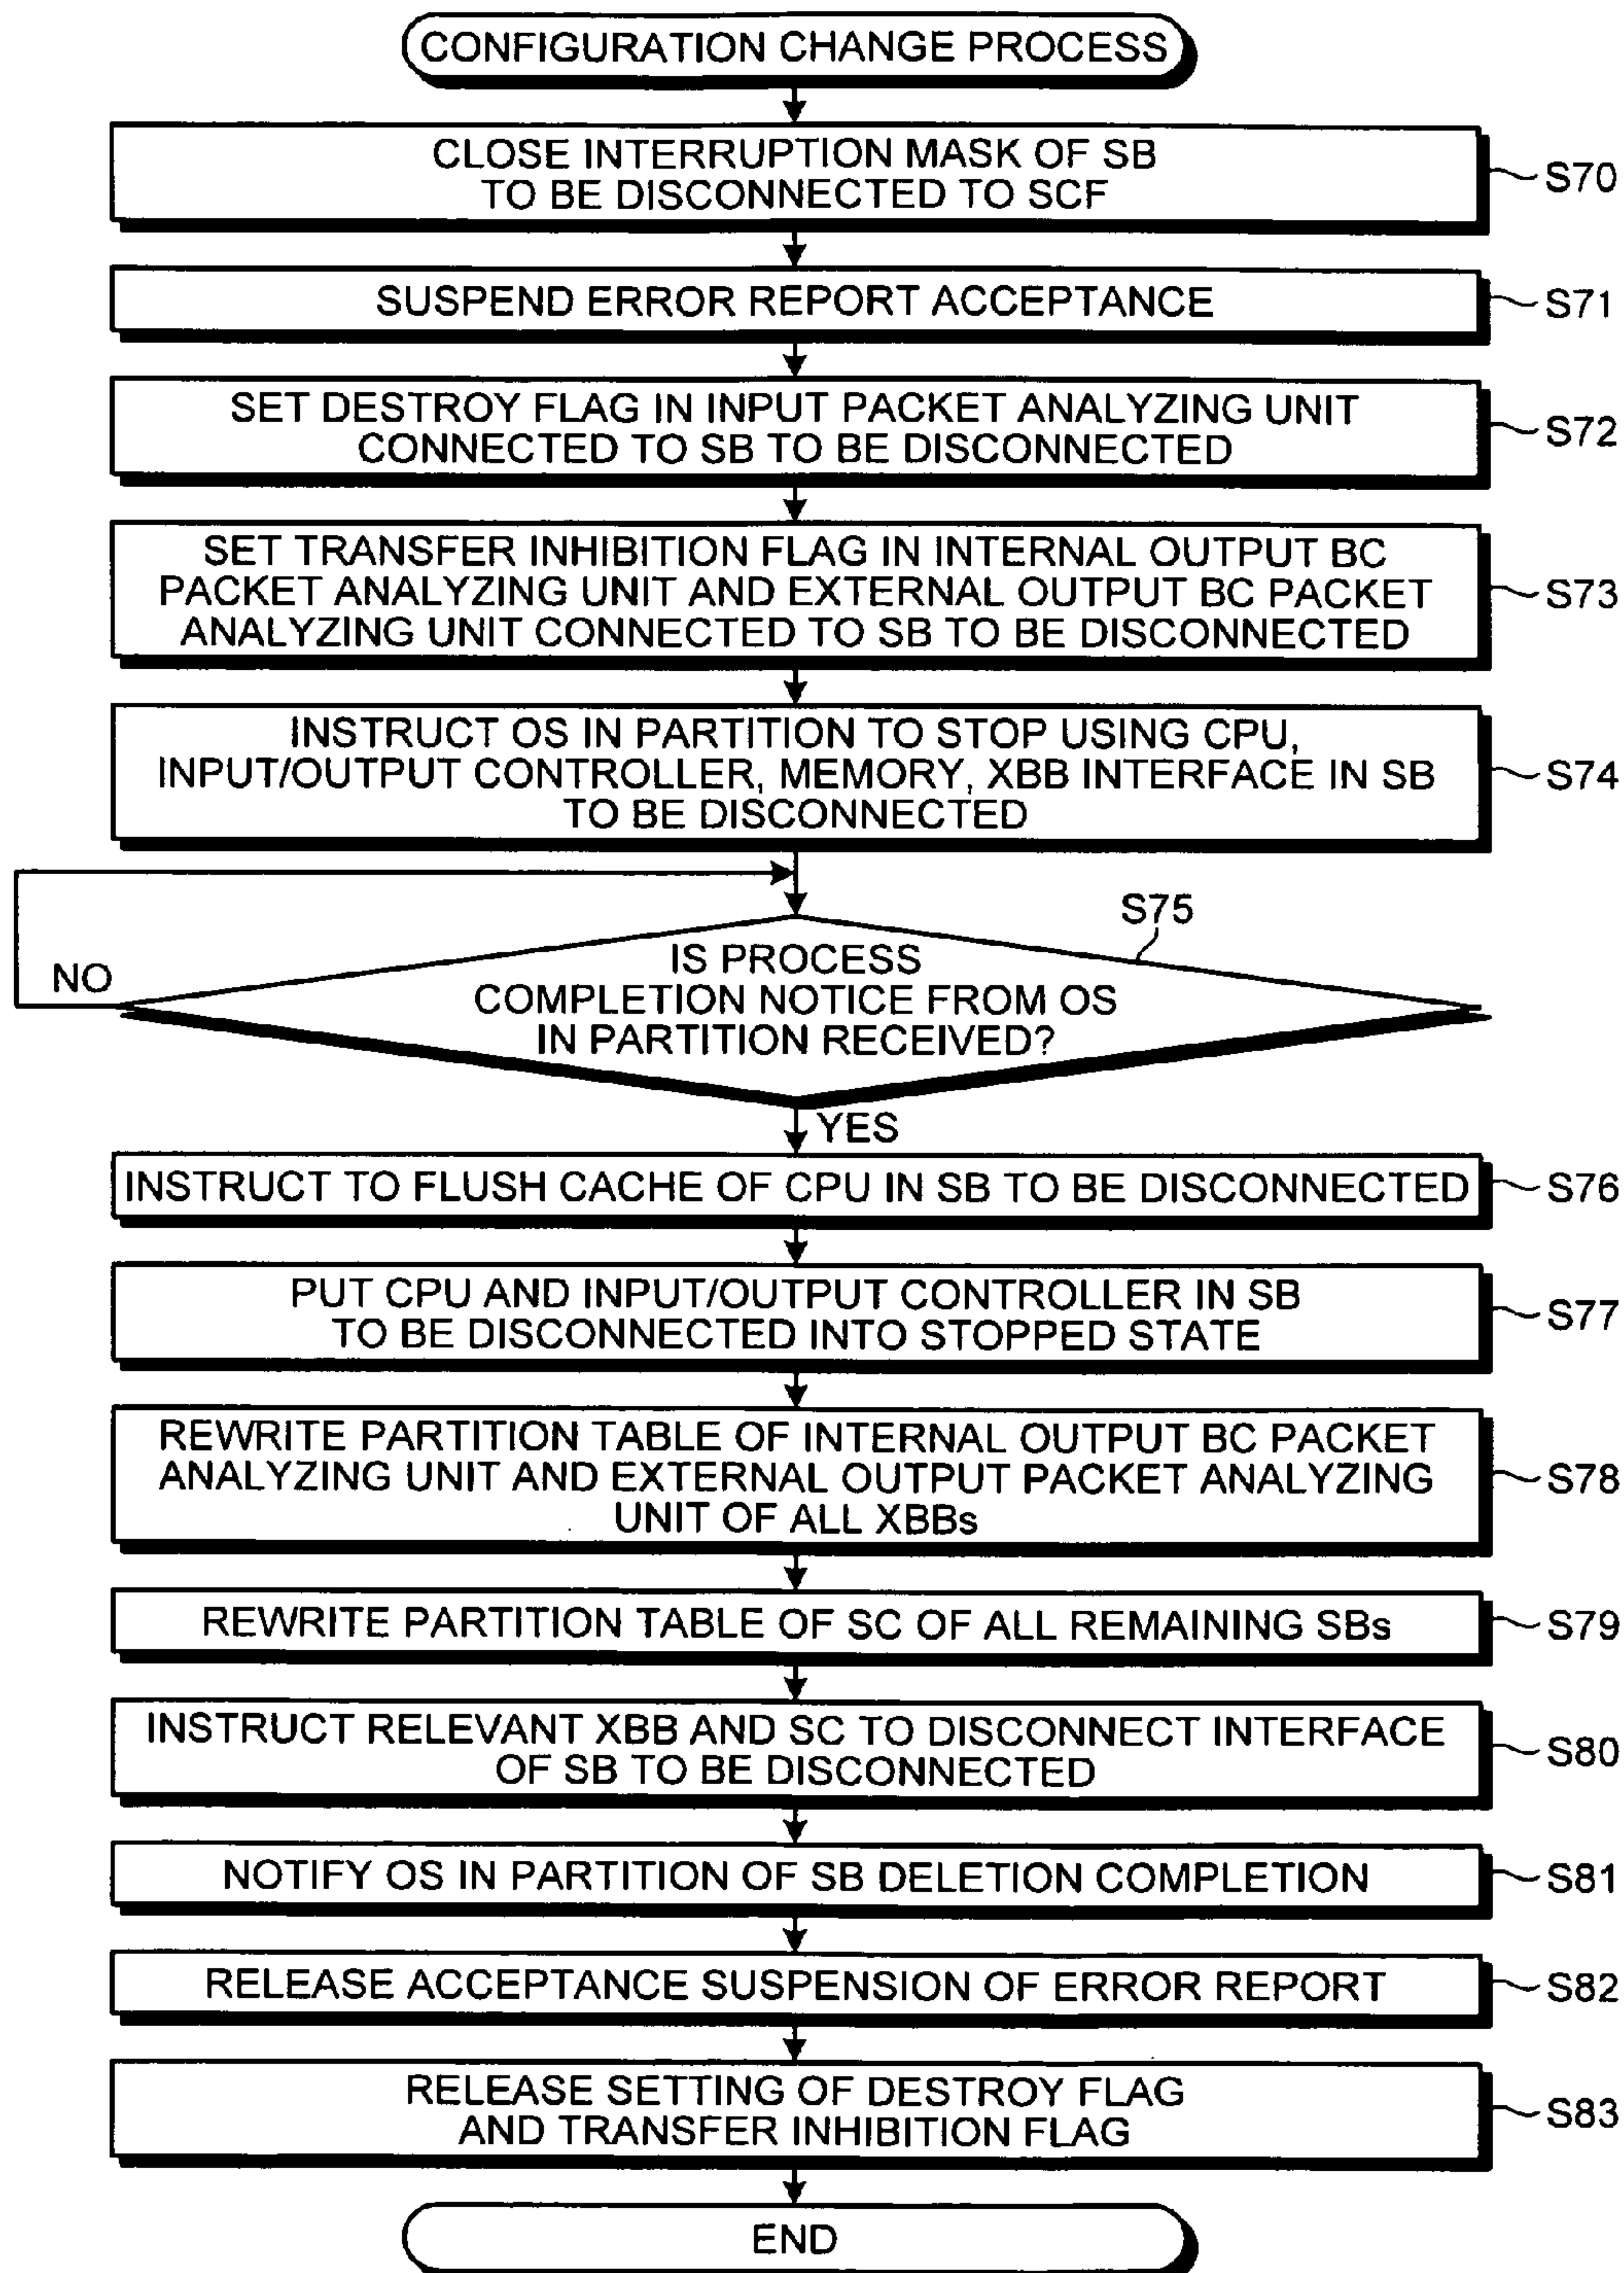 CONFIGURATION CHANGE PROCESS
CLOSE INTERRUPTION MASK OF SB
TO BE DISCONNECTED TO SCF
S70
SUSPEND ERROR REPORT ACCEPTANCE
S71
SET DESTROY FLAG IN INPUT PACKET ANALYZING UNIT
CONNECTED TO SB TO BE DISCONNECTED
S72
SET TRANSFER INHIBITION FLAG IN INTERNAL OUTPUT BC
PACKET ANALYZING UNIT AND EXTERNAL OUTPUT BC PACKET
ANALYZING UNIT CONNECTED TO SB TO BE DISCONNECTED
S73
INSTRUCT OS IN PARTITION TO STOP USING CPU,
INPUT/OUTPUT CONTROLLER, MEMORY, XBB INTERFACE IN SB
TO BE DISCONNECTED
S74
S75
IS PROCESS
COMPLETION NOTICE FROM OS
IN PARTITION RECEIVED?
NO
YES
INSTRUCT TO FLUSH CACHE OF CPU IN SB TO BE DISCONNECTED
S76
PUT CPU AND INPUT/OUTPUT CONTROLLER IN SB
TO BE DISCONNECTED INTO STOPPED STATE
S77
REWRITE PARTITION TABLE OF INTERNAL OUTPUT BC PACKET
ANALYZING UNIT AND EXTERNAL OUTPUT PACKET ANALYZING
UNIT OF ALL XBBs
S78
REWRITE PARTITION TABLE OF SC OF ALL REMAINING SBs
S79
INSTRUCT RELEVANT XBB AND SC TO DISCONNECT INTERFACE
OF SB TO BE DISCONNECTED
S80
NOTIFY OS IN PARTITION OF SB DELETION COMPLETION
S81
RELEASE ACCEPTANCE SUSPENSION OF ERROR REPORT
S82
RELEASE SETTING OF DESTROY FLAG
AND TRANSFER INHIBITION FLAG
S83
END